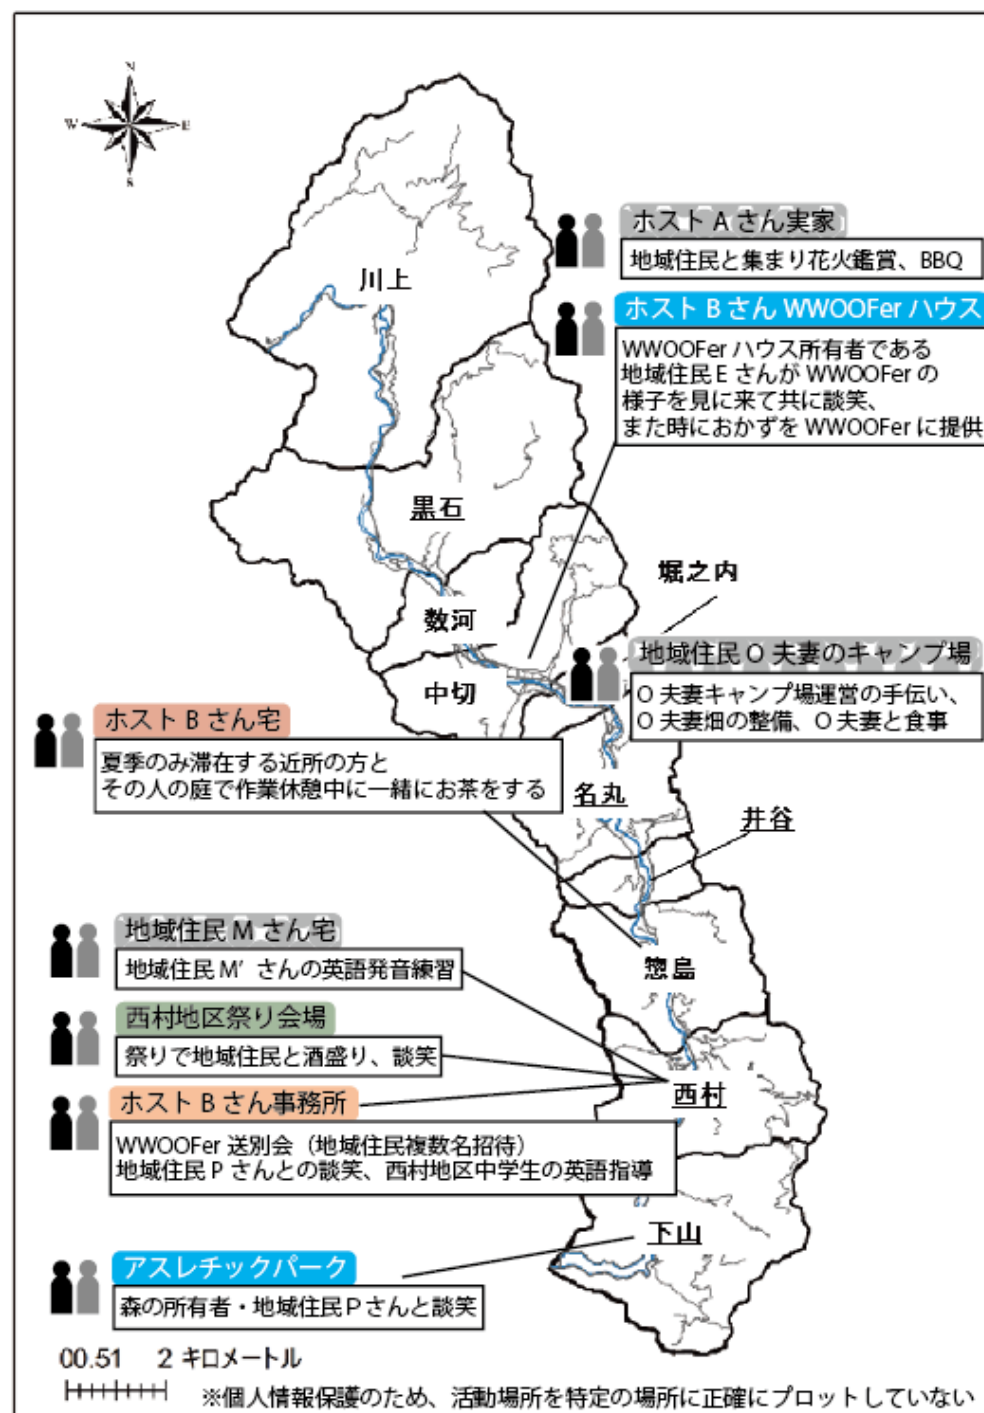 N
W E
S
ホスト A さん実家
地域住民と集まり花火鑑賞、BBQ
川上
ホスト B さん WWOOFer ハウス
WWOOFer ハウス所有者である
地域住民 E さんが WWOOFer の
様子を見に来て共に談笑、
また時におかずを WWOOFer に提供
黒石
堀之内
数河
地域住民 O 夫妻のキャンプ場
O 夫妻キャンプ場運営の手伝い、
O 夫妻畑の整備、O 夫妻と食事
中切
ホスト B さん宅
夏季のみ滞在する近所の方と
その人の庭で作業休憩中に一緒にお茶をする
名丸
井谷
地域住民 M さん宅
地域住民 M’ さんの英語発音練習
惣島
西村地区祭り会場
祭りで地域住民と酒盛り、談笑
ホスト B さん事務所
西村
WWOOFer 送別会（地域住民複数名招待）
地域住民 P さんとの談笑、西村地区中学生の英語指導
下山
アスレチックパーク
森の所有者・地域住民 P さんと談笑
00.51 2 キロメートル
※個人情報保護のため、活動場所を特定の場所に正確にプロットしていない